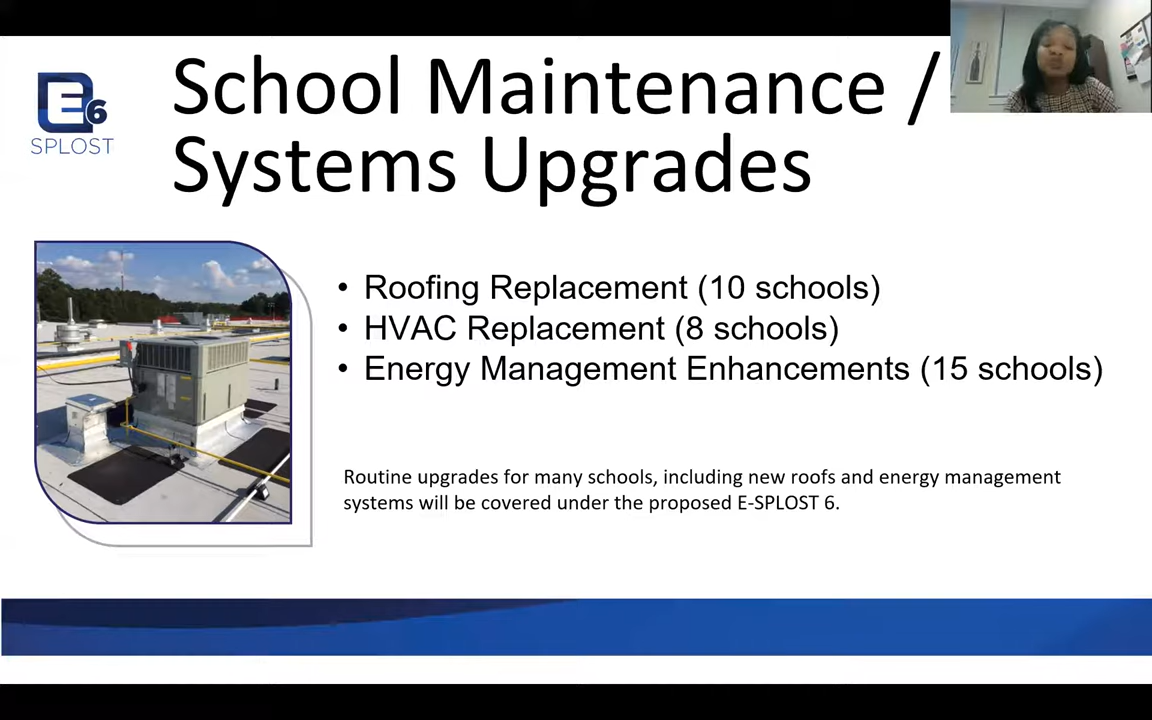 School Maintenance /
Systems Upgrades
E6
SPLOST
• Roofing Replacement (10 schools)
• HVAC Replacement (8 schools)
• Energy Management Enhancements (15 schools)
Routine upgrades for many schools, including new roofs and energy management
systems will be covered under the proposed E-SPLOST 6.